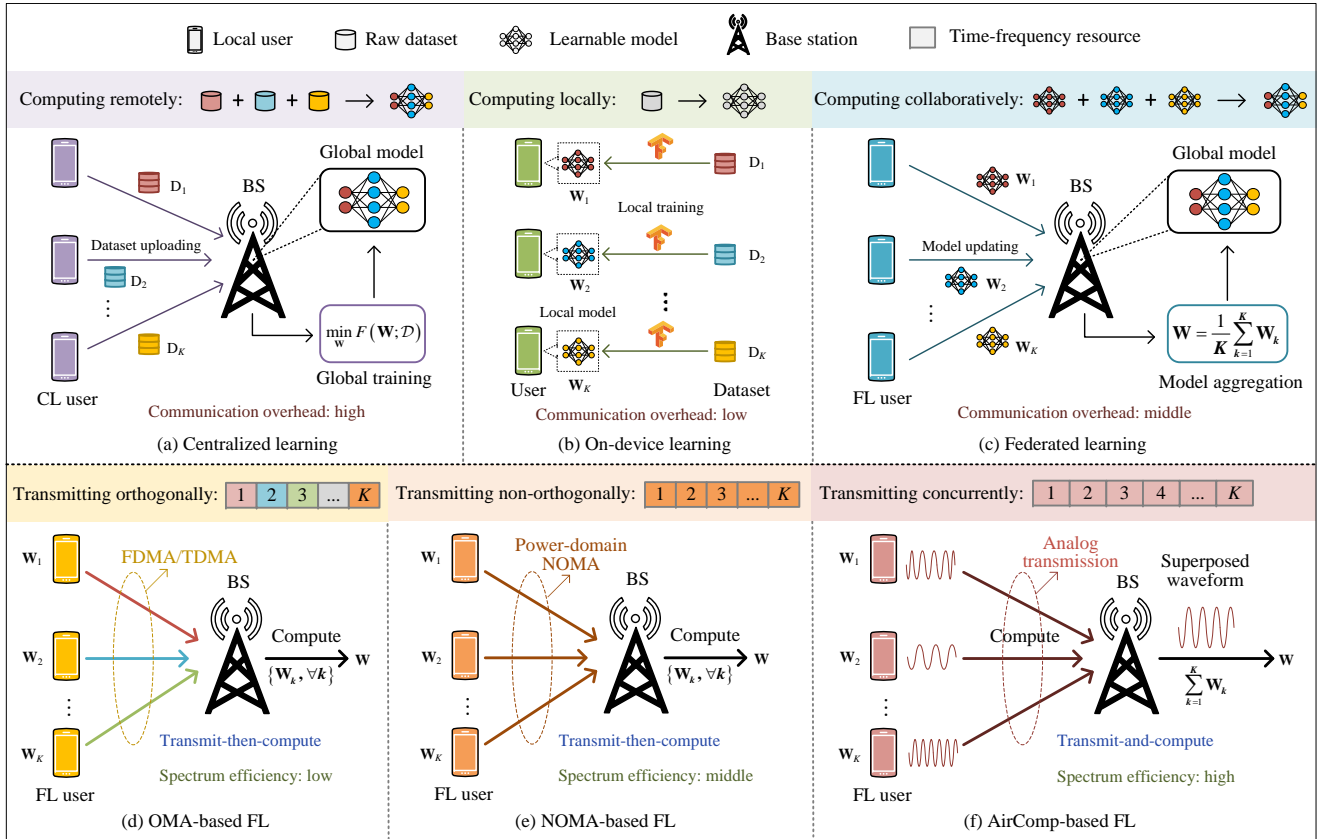 Local user
Raw dataset
Learnable model
Base station
Time-frequency resource
Computing remotely: + + →
Computing locally: →
Computing collaboratively: + + →
D1
BS
Global model
Dataset uploading
D2
⋮
DK
min W F(W; 𝒟)
Global training
CL user
Communication overhead: high
(a) Centralized learning
W1
D1
Local training
W2
D2
⋮
Local model
WK
DK
User
Dataset
Communication overhead: low
(b) On-device learning
W1
BS
Global model
Model updating
W2
⋮
WK
W = 1/K ∑ k=1 K Wk
Model aggregation
FL user
Communication overhead: middle
(c) Federated learning
Transmitting orthogonally: 1 2 3 ... K
W1
FDMA/TDMA
BS
W2
Compute
{Wk, ∀k}
W
⋮
WK
Transmit-then-compute
Spectrum efficiency: low
FL user
(d) OMA-based FL
Transmitting non-orthogonally: 1 2 3 ... K
W1
Power-domain
NOMA
BS
W2
Compute
{Wk, ∀k}
W
⋮
WK
Transmit-then-compute
Spectrum efficiency: middle
FL user
(e) NOMA-based FL
Transmitting concurrently: 1 2 3 4 ... K
W1
Analog
transmission
BS
Superposed
waveform
W2
Compute
W
∑ k=1 K Wk
⋮
WK
Transmit-and-compute
Spectrum efficiency: high
FL user
(f) AirComp-based FL